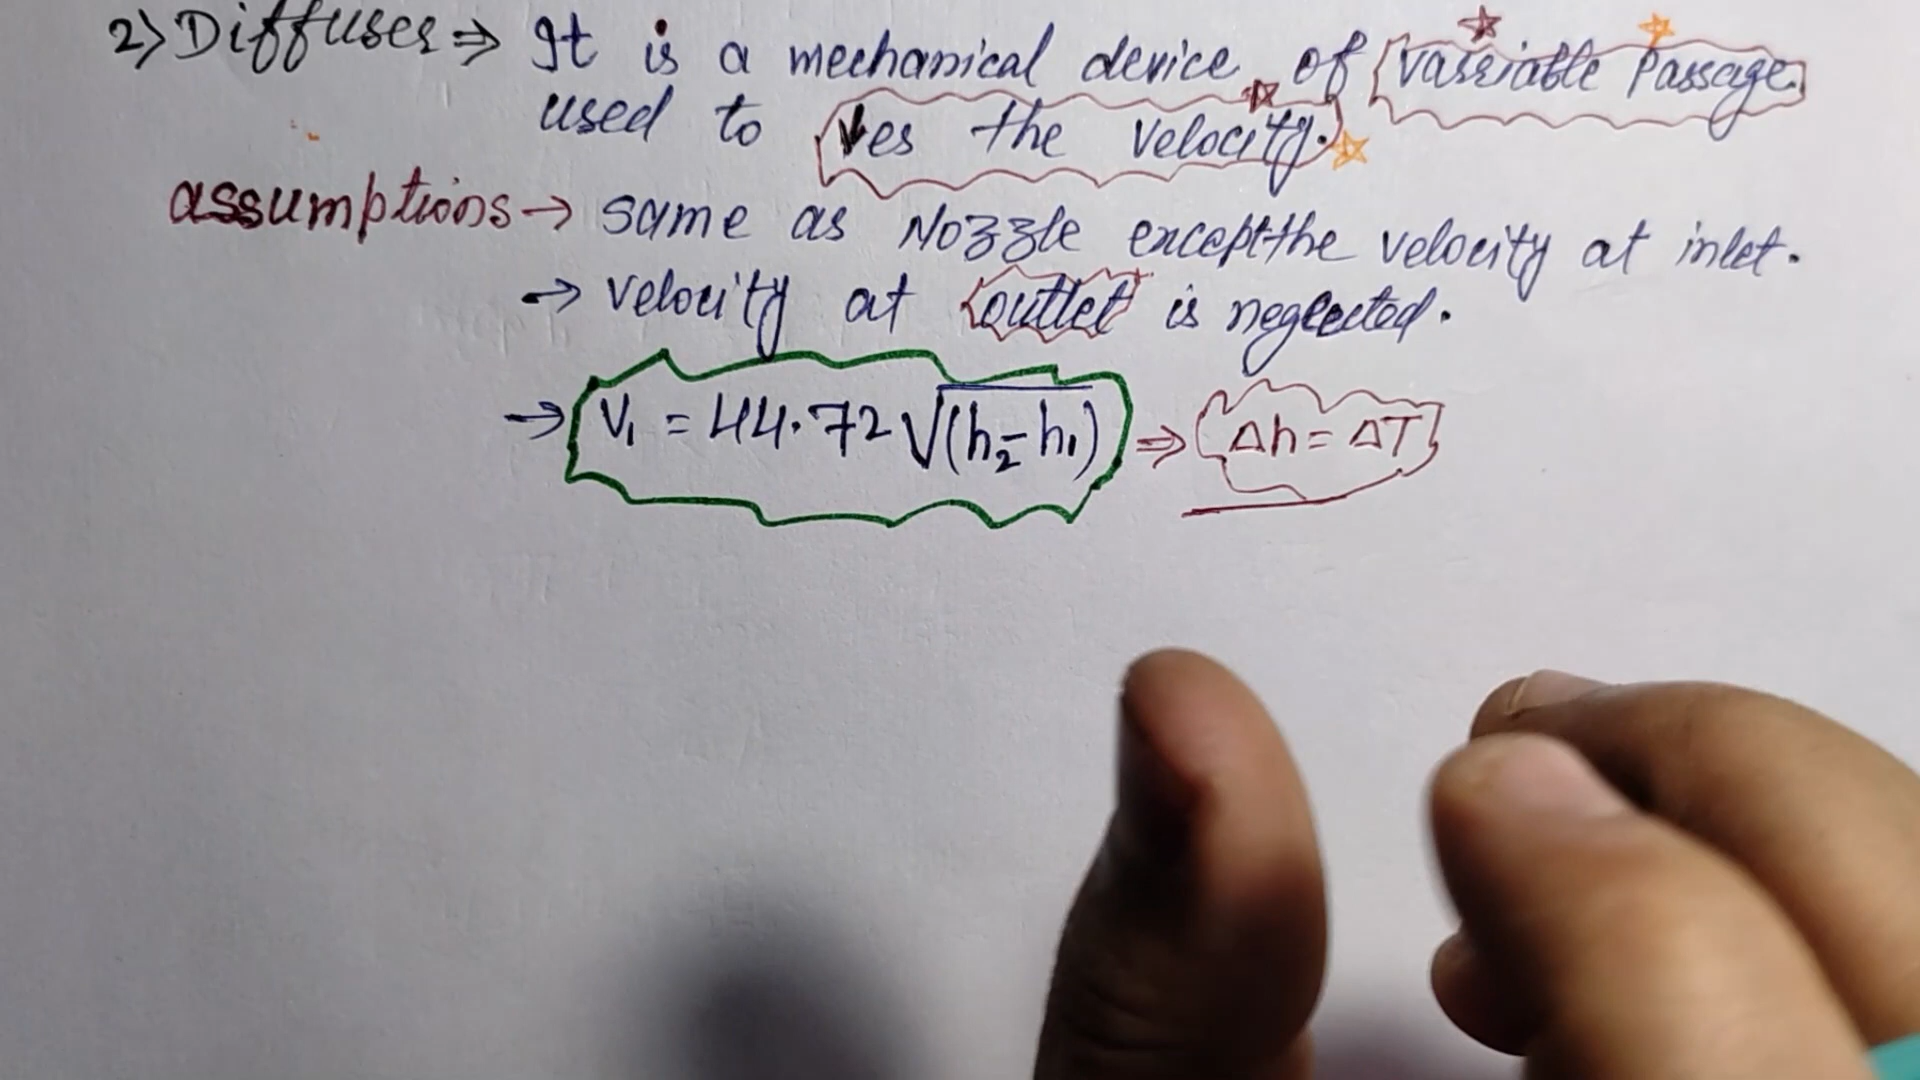 2) Diffuser ⇒ It is a mechanical device of variable Passage.
used to ↓es the velocity.
assumptions → same as Nozzle except the velocity at inlet.
→ velocity at outlet is neglected.
→ V₁ = 44.72 √(h₂-h₁) ⇒ Δh = ΔT